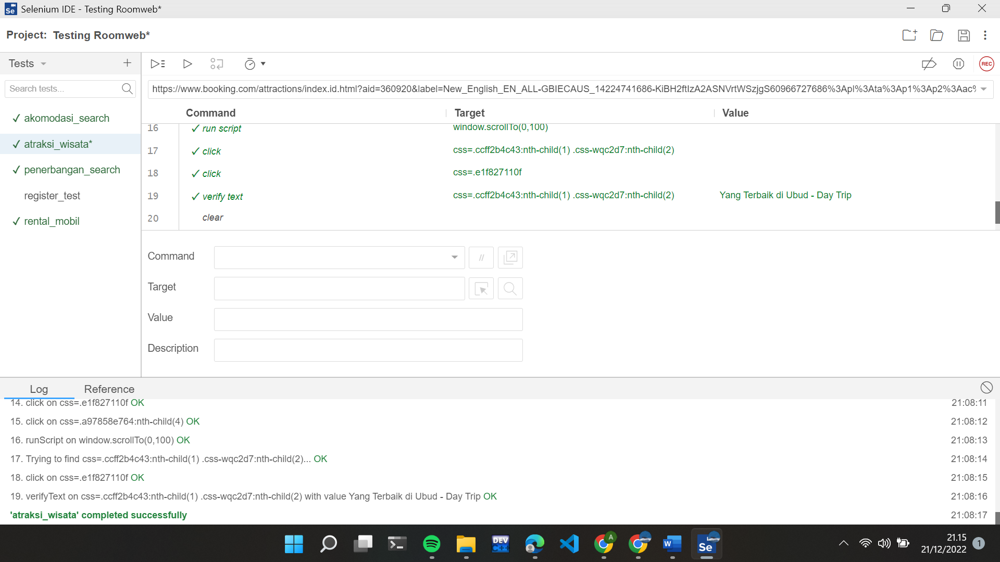 Selenium IDE - Testing Roomweb*
Project: Testing Roomweb*
Tests
Search tests...
https://www.booking.com/attractions/index.id.html?aid=360920&label=New_English_EN_ALL-GBIECAUS_14224741686-KiBH2ftIzA2ASNVrtWSzjgS60966727686%3Apl%3Ata%3Ap1%3Ap2%3Aac%
REC
akomodasi_search
atraksi_wisata*
penerbangan_search
register_test
rental_mobil
Command Target Value
16 run script window.scrollTo(0,100)
17 click css=.ccff2b4c43:nth-child(1) .css-wqc2d7:nth-child(2)
18 click css=.e1f827110f
19 verify text css=.ccff2b4c43:nth-child(1) .css-wqc2d7:nth-child(2) Yang Terbaik di Ubud - Day Trip
20 clear
Command //
Target
Value
Description
Log Reference
14. click on css=.e1f827110f OK 21:08:11
15. click on css=.a97858e764:nth-child(4) OK 21:08:12
16. runScript on window.scrollTo(0,100) OK 21:08:13
17. Trying to find css=.ccff2b4c43:nth-child(1) .css-wqc2d7:nth-child(2)... OK 21:08:14
18. click on css=.e1f827110f OK 21:08:15
19. verifyText on css=.ccff2b4c43:nth-child(1) .css-wqc2d7:nth-child(2) with value Yang Terbaik di Ubud - Day Trip OK 21:08:16
'atraksi_wisata' completed successfully 21:08:17
DEV C++
A
W
Se
21.15
21/12/2022
1